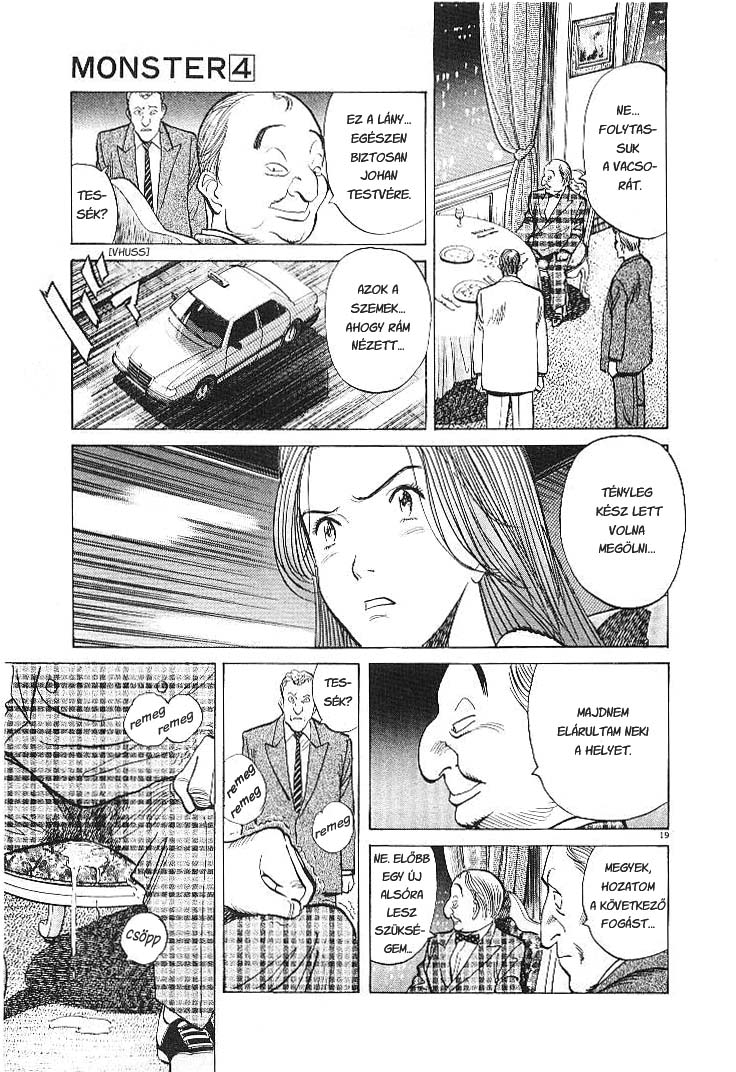 MONSTER 4
NE...
FOLYTAS-
SUK
A VACSO-
RÁT.
EZ A LÁNY...
EGÉSZEN
BIZTOSAN
JOHAN
TESTVÉRE.
TES-
SÉK?
[VHUSS]
AZOK A
SZEMEK...
AHOGY RÁM
NÉZETT...
TÉNYLEG
KÉSZ LETT
VOLNA
MEGÖLNI...
MAJDNEM
ELÁRULTAM NEKI
A HELYET.
19
MEGYEK,
HOZATOM
A KÖVETKEZŐ
FOGÁST.
NE. ELŐBB
EGY ÚJ
ALSÓRA
LESZ
SZÜKSÉ-
GEM...
TES-
SÉK?
remeg
remeg
remeg
remeg
remeg
csöpp